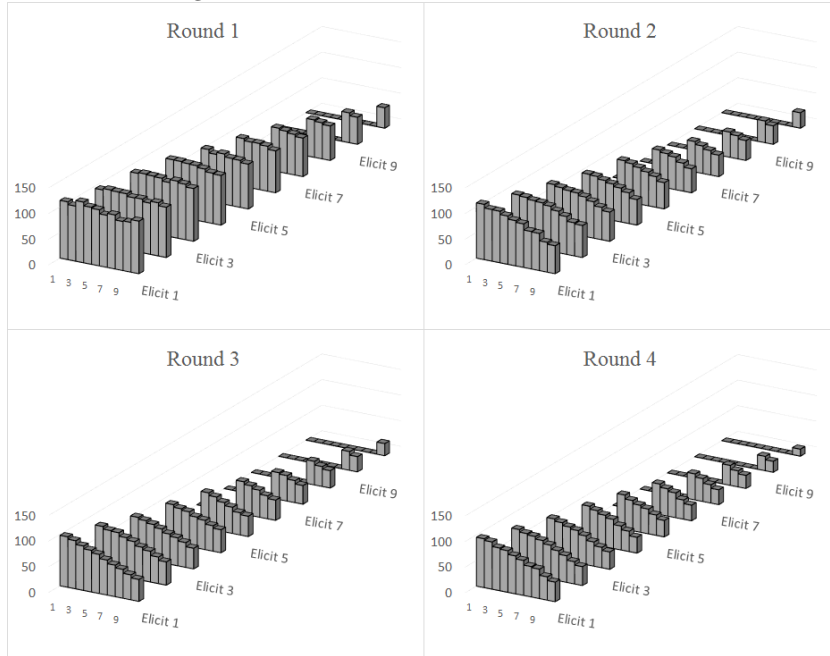 Round 1
150
100
50
0
1 3 5 7 9
Elicit 1
Elicit 3
Elicit 5
Elicit 7
Elicit 9
Round 2
150
100
50
0
1 3 5 7 9
Elicit 1
Elicit 3
Elicit 5
Elicit 7
Elicit 9
Round 3
150
100
50
0
1 3 5 7 9
Elicit 1
Elicit 3
Elicit 5
Elicit 7
Elicit 9
Round 4
150
100
50
0
1 3 5 7 9
Elicit 1
Elicit 3
Elicit 5
Elicit 7
Elicit 9